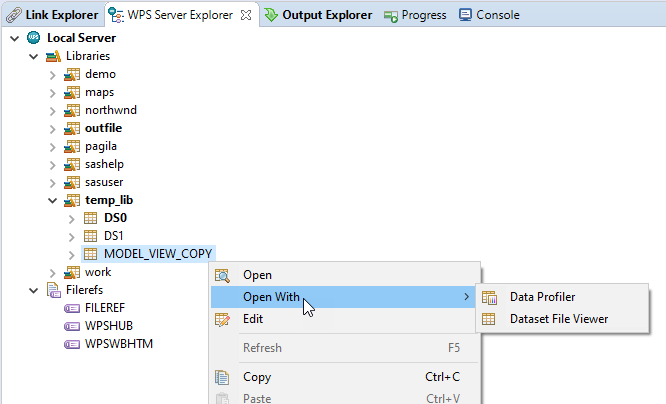 Link Explorer WPS Server Explorer Output Explorer Progress Console
WPS Local Server
Libraries
demo
maps
northwnd
outfile
pagila
sashelp
sasuser
temp_lib
DS0
DS1
MODEL_VIEW_COPY
work
Filerefs
FILEREF
WPSHUB
WPSWBHTM
Open
Open With
Edit
Refresh F5
Copy Ctrl+C
Paste Ctrl+V
Data Profiler
Dataset File Viewer